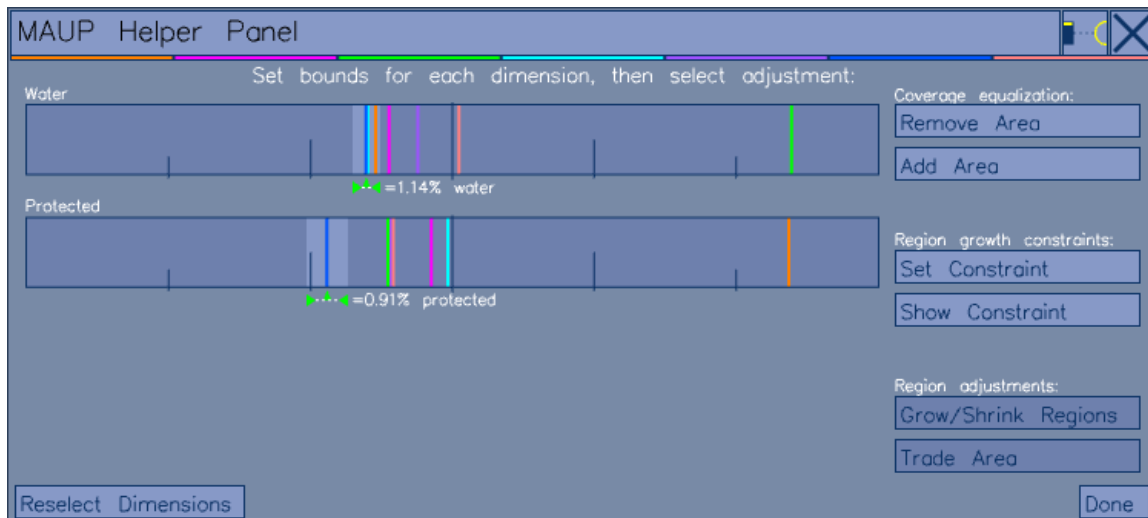 MAUP Helper Panel
Set bounds for each dimension, then select adjustment:
Water
=1.14% water
Protected
=0.91% protected
Coverage equalization:
Remove Area
Add Area
Region growth constraints:
Set Constraint
Show Constraint
Region adjustments:
Grow/Shrink Regions
Trade Area
Reselect Dimensions
Done